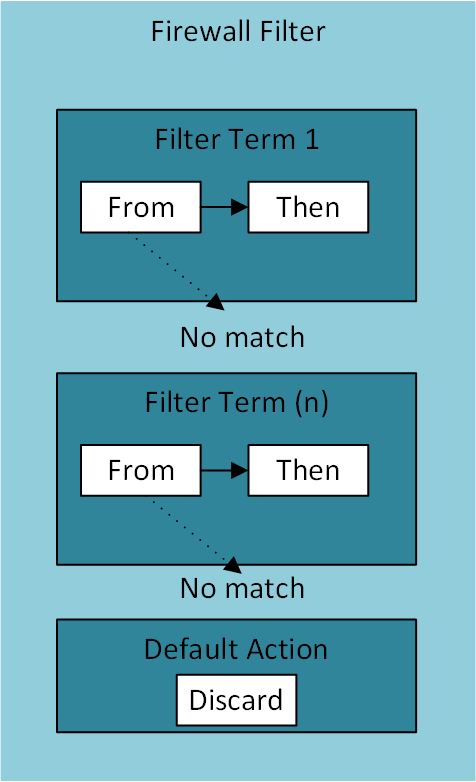 Firewall Filter
Filter Term 1
From
Then
No match
Filter Term (n)
From
Then
No match
Default Action
Discard